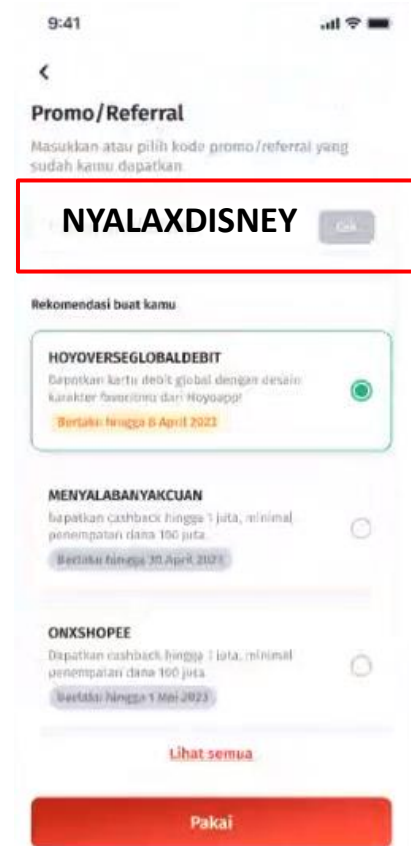 9:41
Promo/Referral
Masukkan atau pilih kode promo/referral yang
sudah kamu dapatkan
NYALAXDISNEY
Cek
Rekomendasi buat kamu
HOYOVERSEGLOBALDEBIT
Dapatkan kartu debit global dengan desain
karakter favoritmu dari Hoyoapp!
Berlaku hingga 6 April 2023
MENYALABANYAKCUAN
Dapatkan cashback hingga 1 juta, minimal
penempatan dana 100 juta
Berlaku hingga 30 April 2023
ONXSHOPEE
Dapatkan cashback hingga 1 juta, minimal
penempatan dana 100 juta
Berlaku hingga 1 Mei 2023
Lihat semua
Pakai